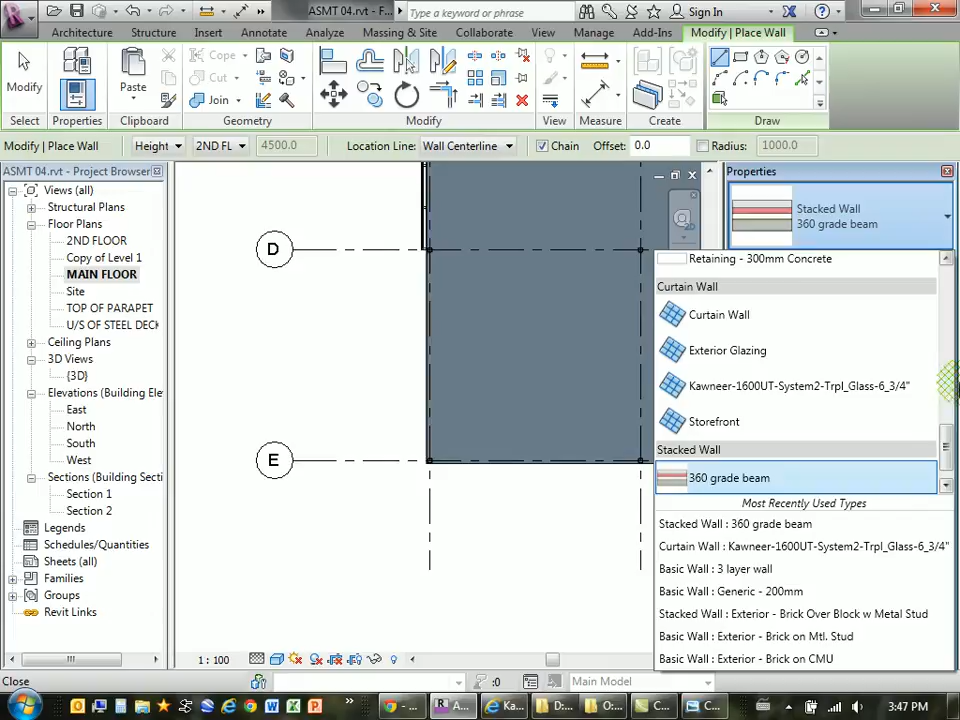 ASMT 04.rvt - F...
Type a keyword or phrase
Sign In
Architecture Structure Insert Annotate Analyze Massing & Site Collaborate View Manage Add-Ins Modify | Place Wall
Modify
Paste
Cope
Cut
Join
Select Properties Clipboard Geometry Modify View Measure Create Draw
Modify | Place Wall Height 2ND FL 4500.0 Location Line: Wall Centerline Chain Offset: 0.0 Radius: 1000.0
ASMT 04.rvt - Project Browser
Views (all)
Structural Plans
Floor Plans
2ND FLOOR
Copy of Level 1
MAIN FLOOR
Site
TOP OF PARAPET
U/S OF STEEL DECK
Ceiling Plans
3D Views
{3D}
Elevations (Building Ele
East
North
South
West
Sections (Building Secti
Section 1
Section 2
Legends
Schedules/Quantities
Sheets (all)
Families
Groups
Revit Links
D
E
2D
Properties
Stacked Wall
360 grade beam
Retaining - 300mm Concrete
Curtain Wall
Curtain Wall
Exterior Glazing
Kawneer-1600UT-System2-Trpl_Glass-6_3/4"
Storefront
Stacked Wall
360 grade beam
Most Recently Used Types
Stacked Wall : 360 grade beam
Curtain Wall : Kawneer-1600UT-System2-Trpl_Glass-6_3/4"
Basic Wall : 3 layer wall
Basic Wall : Generic - 200mm
Stacked Wall : Exterior - Brick Over Block w Metal Stud
Basic Wall : Exterior - Brick on Mtl. Stud
Basic Wall : Exterior - Brick on CMU
1 : 100
Close
:0
Main Model
- ...
A...
Ka...
D:...
O:...
C...
C...
3:47 PM